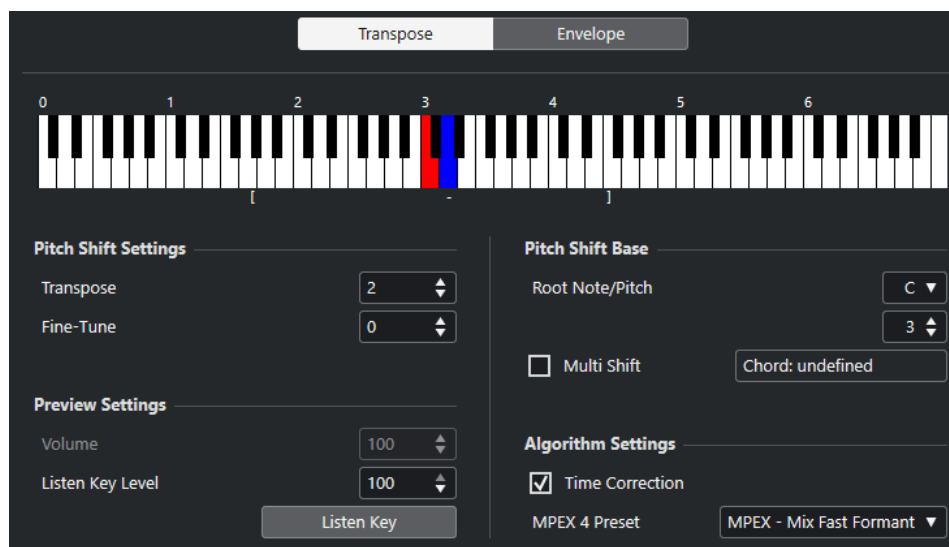 Transpose Envelope
0 1 2 3 4 5 6
[ - ]
Pitch Shift Settings
Transpose 2
Fine-Tune 0
Preview Settings
Volume 100
Listen Key Level 100
Listen Key
Pitch Shift Base
Root Note/Pitch C
3
Multi Shift Chord: undefined
Algorithm Settings
Time Correction
MPEX 4 Preset MPEX - Mix Fast Formant